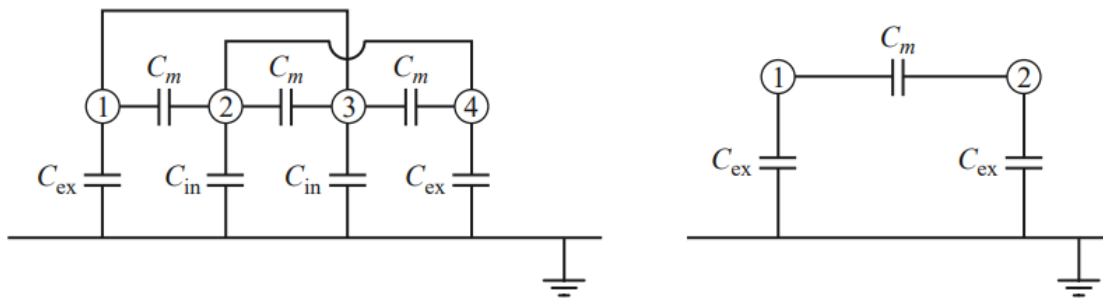 C_m C_m C_m
1 2 3 4
C_ex C_in C_in C_ex
C_m
1 2
C_ex C_ex